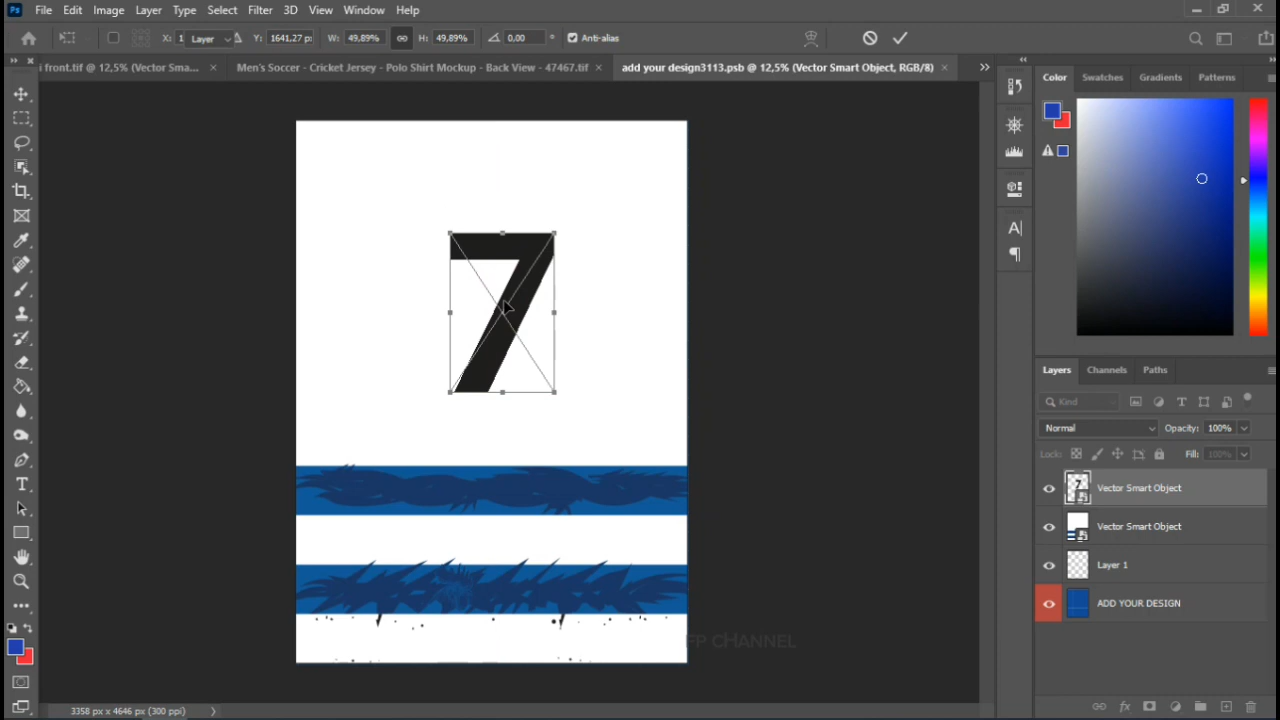 Ps File Edit Image Layer Type Select Filter 3D View Window Help
X: 1 Layer Y: 1641,27 p W: 49,89% H: 49,89% 0,00 ° Anti-alias
i front.tif @ 12,5% (Vector Sma... × Men's Soccer - Cricket Jersey - Polo Shirt Mockup - Back View - 47467.tif × add your design3113.psb @ 12,5% (Vector Smart Object, RGB/8) ×
Color Swatches Gradients Patterns
7
Layers Channels Paths
Kind
Normal Opacity: 100%
Lock: Fill: 100%
Vector Smart Object
Vector Smart Object
Layer 1
ADD YOUR DESIGN
FP CHANNEL
3358 px x 4646 px (300 ppi)